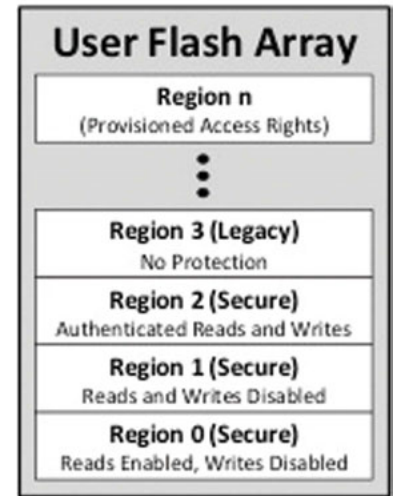 User Flash Array
Region n
(Provisioned Access Rights)
Region 3 (Legacy)
No Protection
Region 2 (Secure)
Authenticated Reads and Writes
Region 1 (Secure)
Reads and Writes Disabled
Region 0 (Secure)
Reads Enabled, Writes Disabled